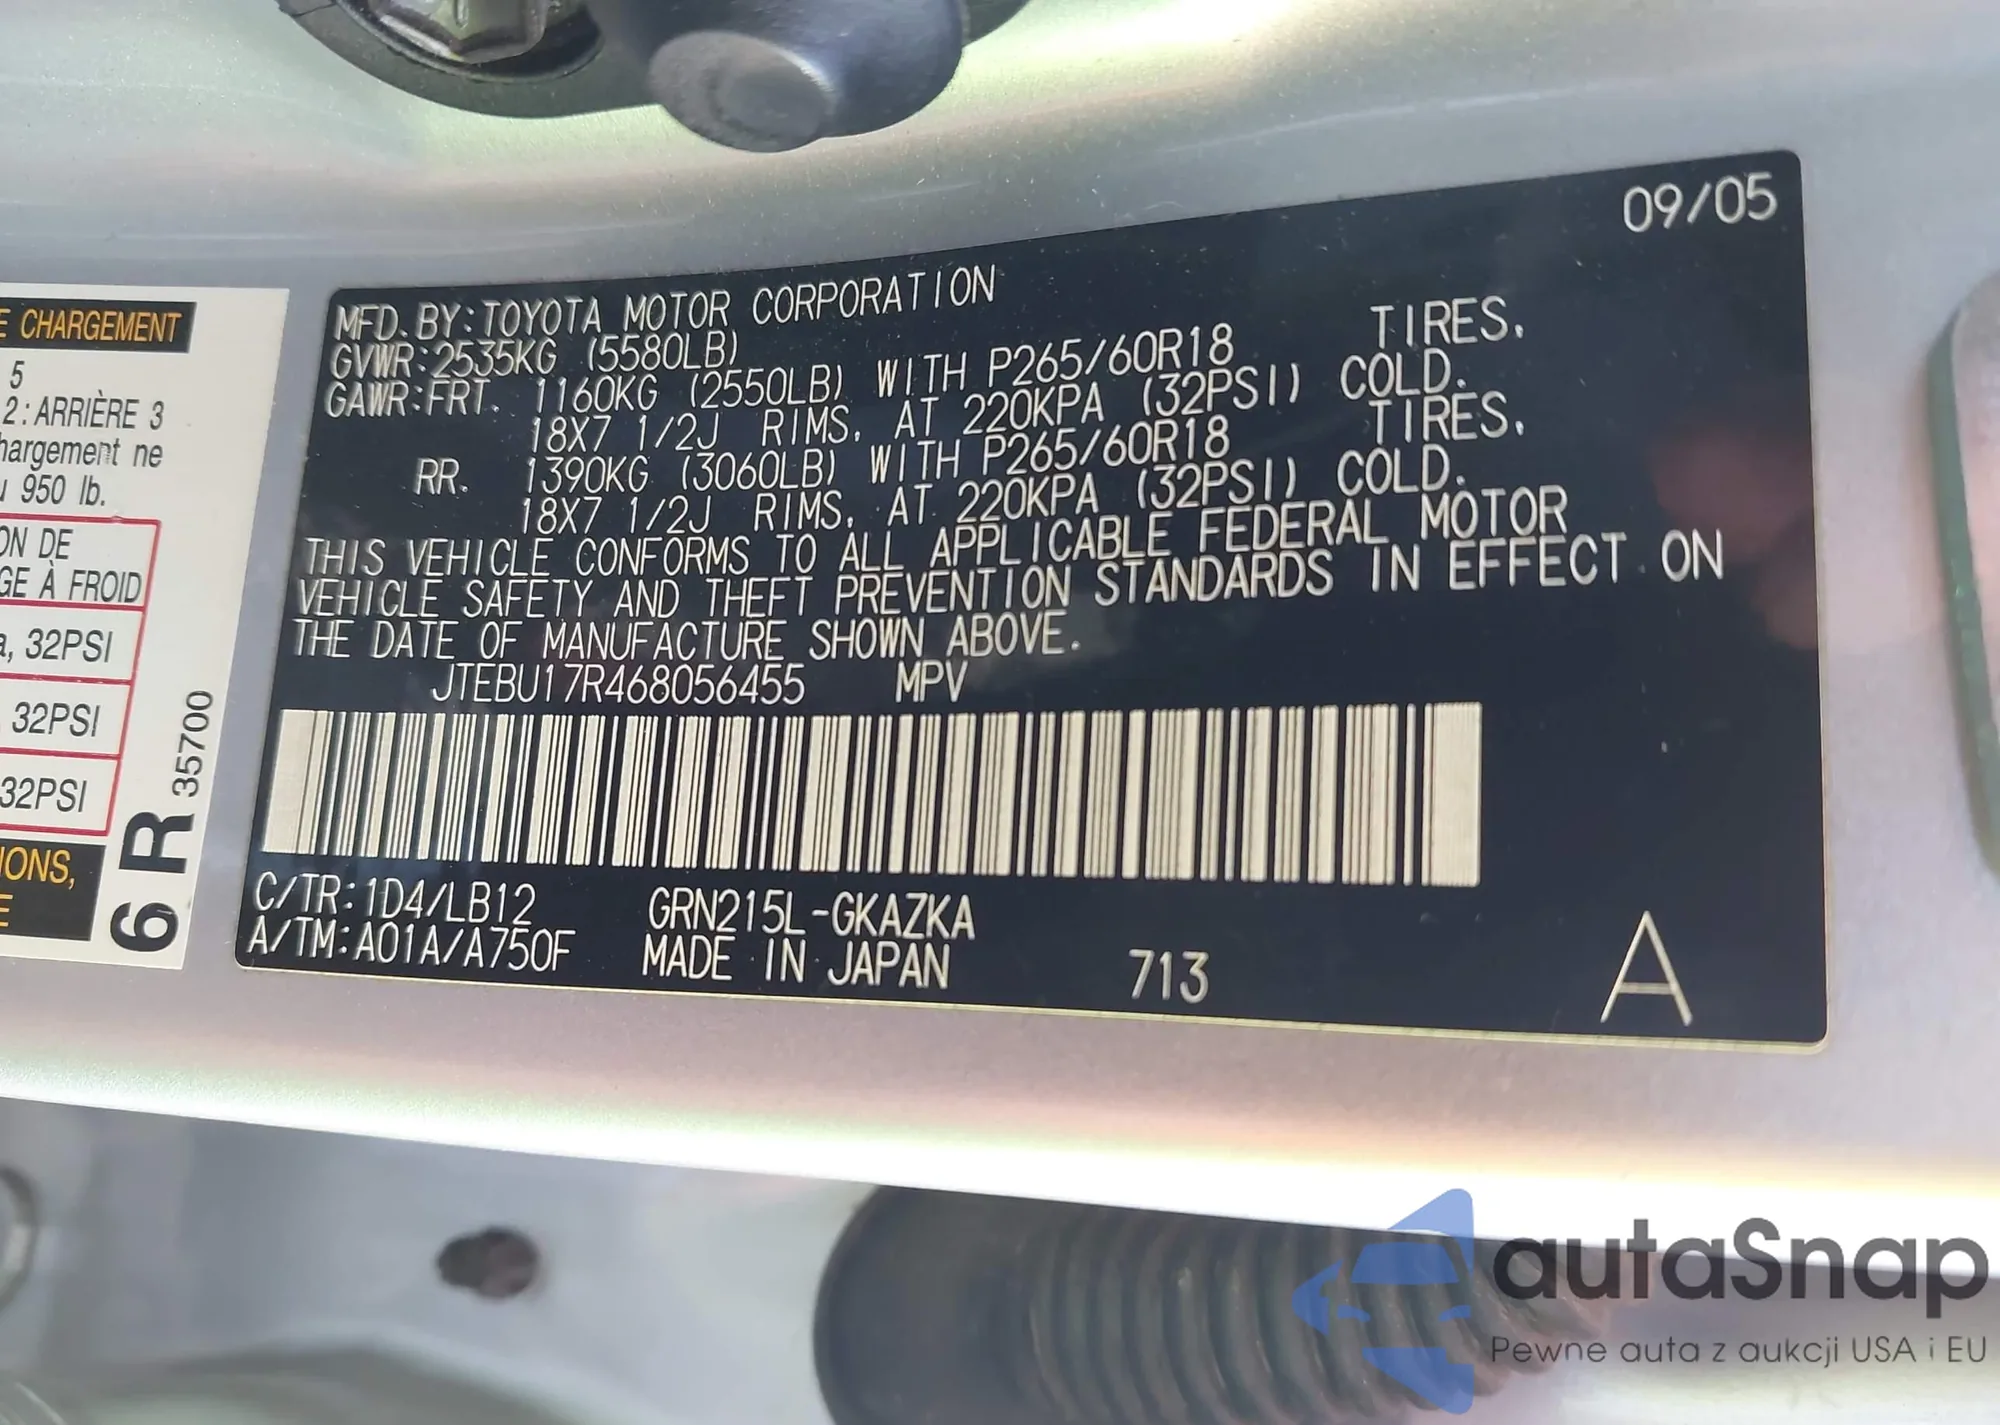 09/05
MFD. BY: TOYOTA MOTOR CORPORATION
GVWR: 2535KG (5580LB)
GAWR: FRT. 1160KG (2550LB) WITH P265/60R18 TIRES.
18X7 1/2J RIMS. AT 220KPA (32PSI) COLD.
RR. 1390KG (3060LB) WITH P265/60R18 TIRES.
18X7 1/2J RIMS. AT 220KPA (32PSI) COLD.
THIS VEHICLE CONFORMS TO ALL APPLICABLE FEDERAL MOTOR
VEHICLE SAFETY AND THEFT PREVENTION STANDARDS IN EFFECT ON
THE DATE OF MANUFACTURE SHOWN ABOVE.
JTEBU17R468056455 MPV
C/TR: 1D4/LB12 GRN215L-GKAZKA
A/TM: A01A/A750F MADE IN JAPAN 713 A
E CHARGEMENT
5
2: ARRIÈRE 3
hargement ne
950 lb.
ON DE
GE À FROID
32PSI
32PSI
32PSI
IONS,
E
6 R 35700
autaSnap
Pewne auta z aukcji USA i EU